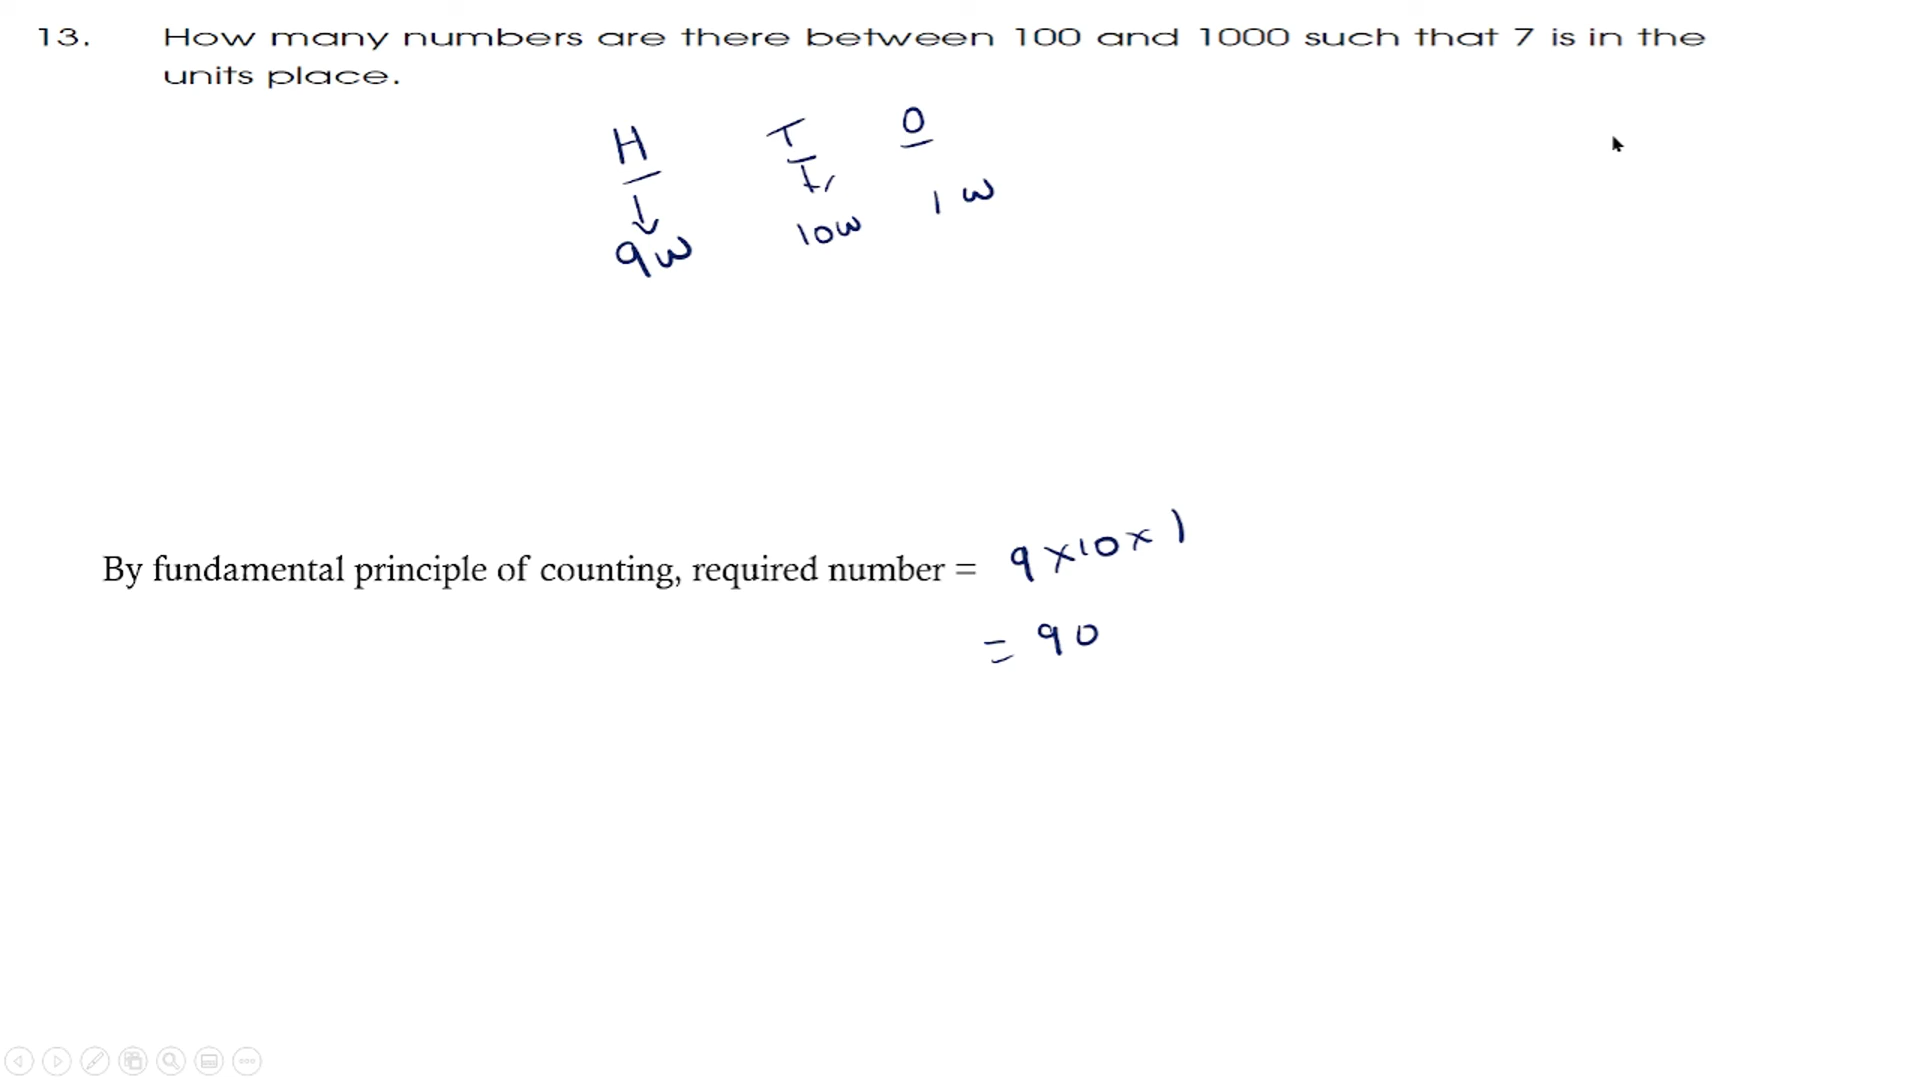 13. How many numbers are there between 100 and 1000 such that 7 is in the
units place.
H T O
9w 10w 1 w
By fundamental principle of counting, required number = 9 × 10 × 1
= 90